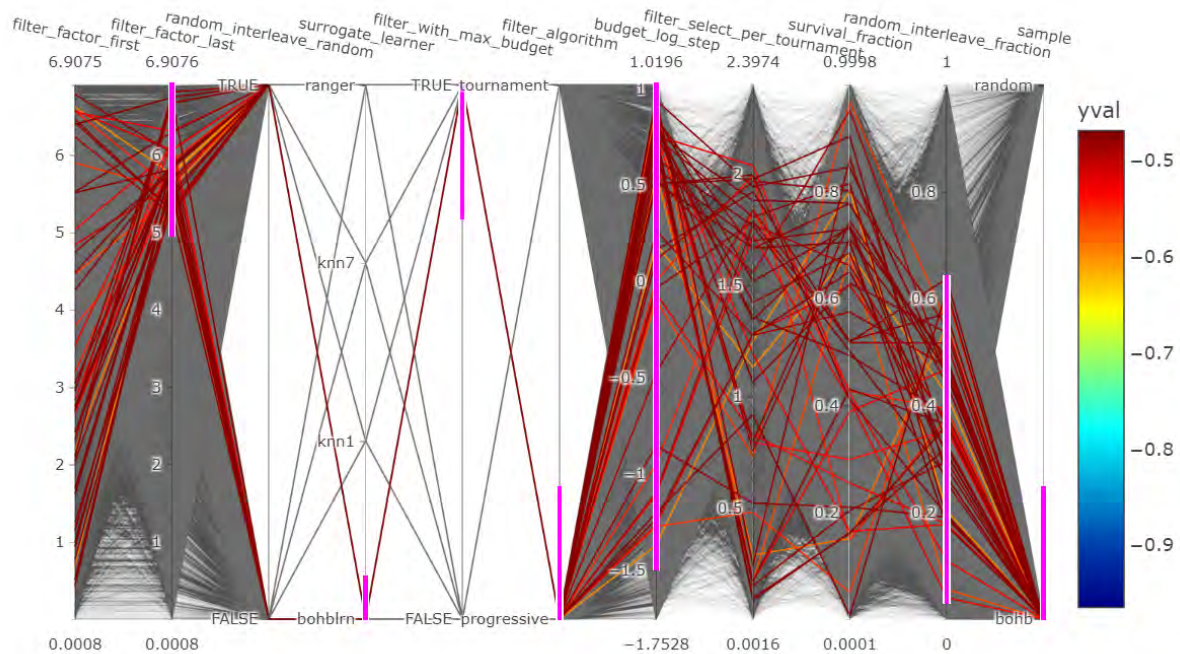 filter_factor_first
filter_factor_last
random_interleave_random
surrogate_learner
filter_with_max_budget
filter_algorithm
budget_log_step
filter_select_per_tournament
survival_fraction
random_interleave_fraction
sample
6.9075 6.9076 1.0196 2.3974 0.9998 1
TRUE ranger TRUE tournament 1 random
yval
6 6 2 0.8 0.8 -0.5
0.5
5 5 knn7 -0.6
4 4 0 1.5 0.6 0.6
-0.7
3 3 -0.5 1 0.4 0.4
-0.8
2 2 knn1
-1
1 1 0.5 0.2 0.2 -0.9
-1.5
FALSE bohblrn FALSE progressive bohb
0.0008 0.0008 -1.7528 0.0016 0.0001 0